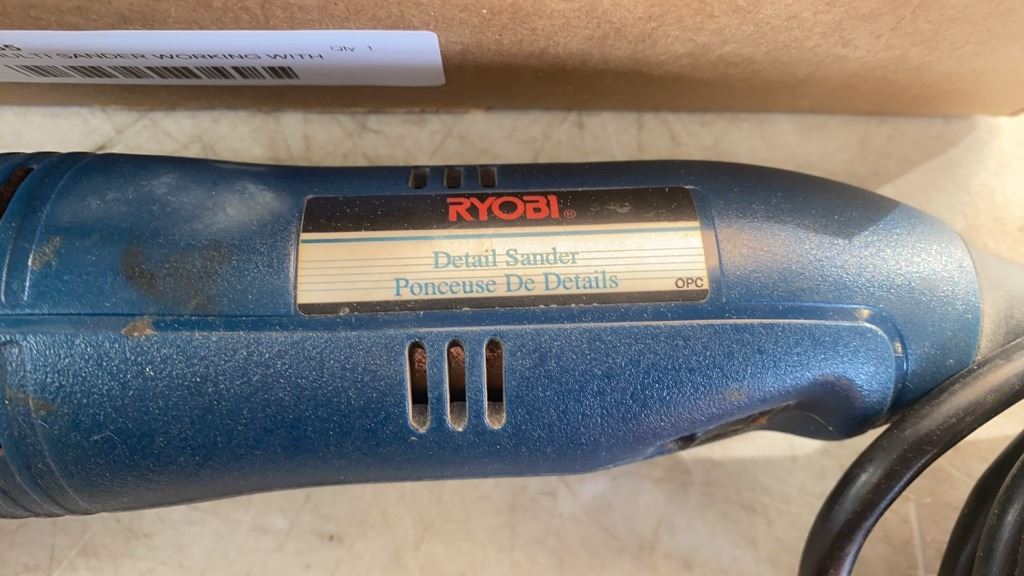 Qty 1
SANDER WORKING WITH
RYOBI®
Detail Sander
Ponceuse De Details
OPC